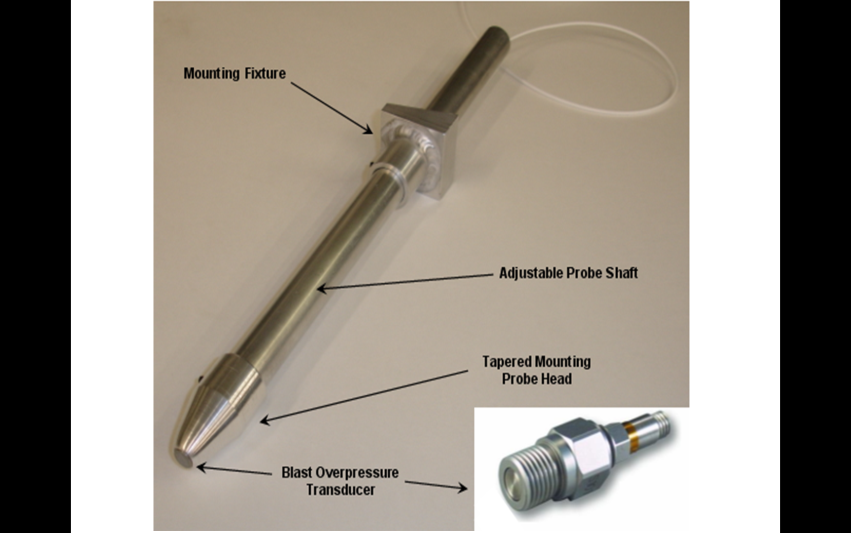 Mounting Fixture
Adjustable Probe Shaft
Tapered Mounting
Probe Head
Blast Overpressure
Transducer